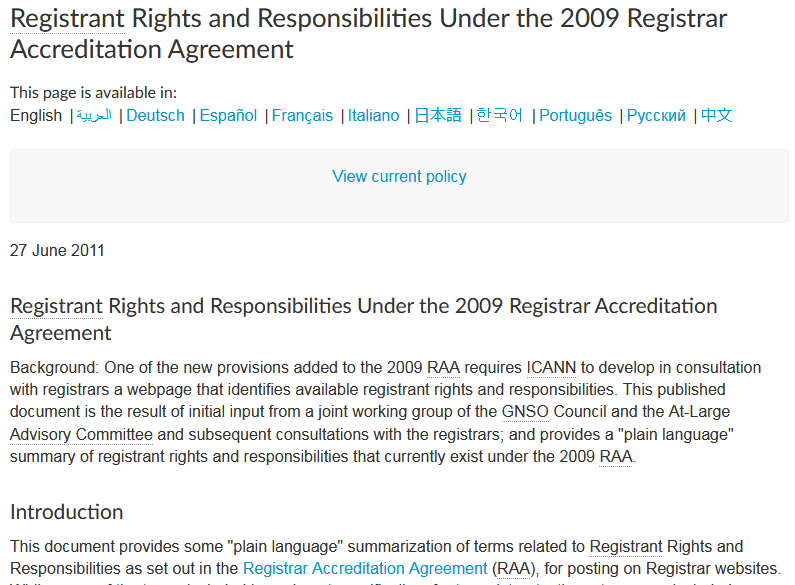 Registrant Rights and Responsibilities Under the 2009 Registrar
Accreditation Agreement
This page is available in:
English | العربية | Deutsch | Español | Français | Italiano | 日本語 | 한국어 | Português | Русский | 中文
View current policy
27 June 2011
Registrant Rights and Responsibilities Under the 2009 Registrar Accreditation
Agreement
Background: One of the new provisions added to the 2009 RAA requires ICANN to develop in consultation
with registrars a webpage that identifies available registrant rights and responsibilities. This published
document is the result of initial input from a joint working group of the GNSO Council and the At-Large
Advisory Committee and subsequent consultations with the registrars; and provides a "plain language"
summary of registrant rights and responsibilities that currently exist under the 2009 RAA.
Introduction
This document provides some "plain language" summarization of terms related to Registrant Rights and
Responsibilities as set out in the Registrar Accreditation Agreement (RAA), for posting on Registrar websites.